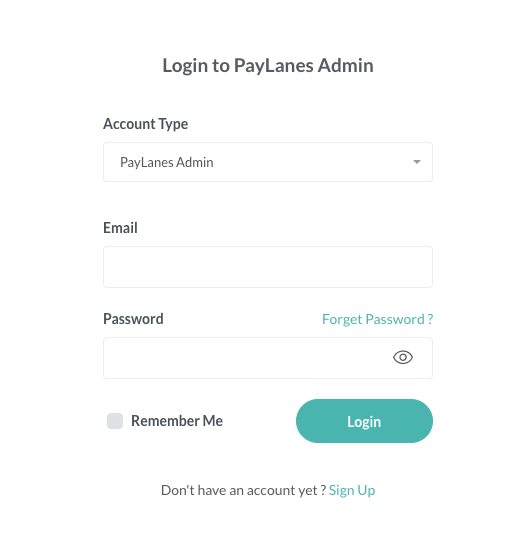 Login to PayLanes Admin
Account Type
PayLanes Admin
Email
Password Forget Password ?
Remember Me Login
Don't have an account yet ? Sign Up